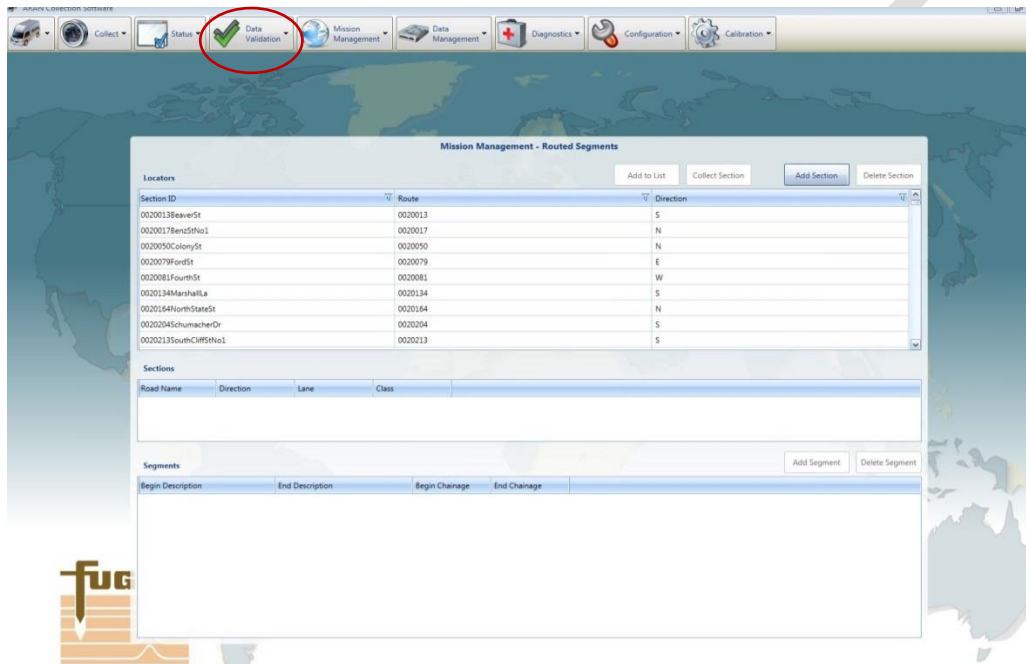 ARAN Collection Software
Collect Status Data Validation Mission Management Data Management Diagnostics Configuration Calibration
Mission Management - Routed Segments
Locators Add to List Collect Section Add Section Delete Section
Section ID Route Direction
0020013BeaverSt 0020013 S
0020017BenzStNo1 0020017 N
0020050ColonySt 0020050 N
0020079FordSt 0020079 E
0020081FourthSt 0020081 W
0020134MarshallLa 0020134 S
0020164NorthStateSt 0020164 N
0020204SchumacherDr 0020204 S
0020213SouthCliffStNo1 0020213 S
Sections
Road Name Direction Lane Class
Segments Add Segment Delete Segment
Begin Description End Description Begin Chainage End Chainage
fug